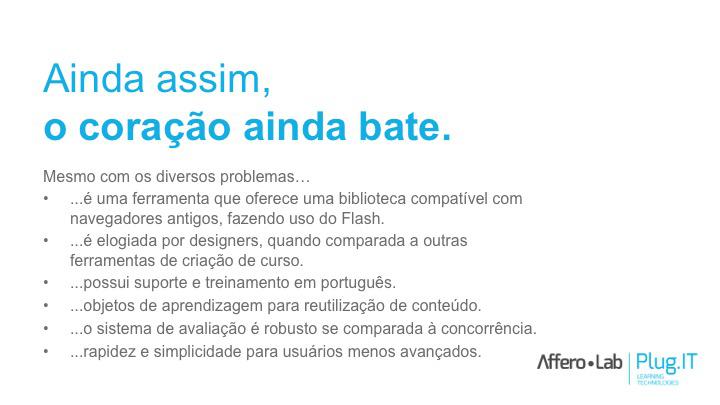 Ainda assim,
o coração ainda bate.
Mesmo com os diversos problemas…
• ...é uma ferramenta que oferece uma biblioteca compatível com
navegadores antigos, fazendo uso do Flash.
• ...é elogiada por designers, quando comparada a outras
ferramentas de criação de curso.
• ...possui suporte e treinamento em português.
• ...objetos de aprendizagem para reutilização de conteúdo.
• ...o sistema de avaliação é robusto se comparada à concorrência.
• ...rapidez e simplicidade para usuários menos avançados.
Affero•Lab Plug.IT
LEARNING
TECHNOLOGIES